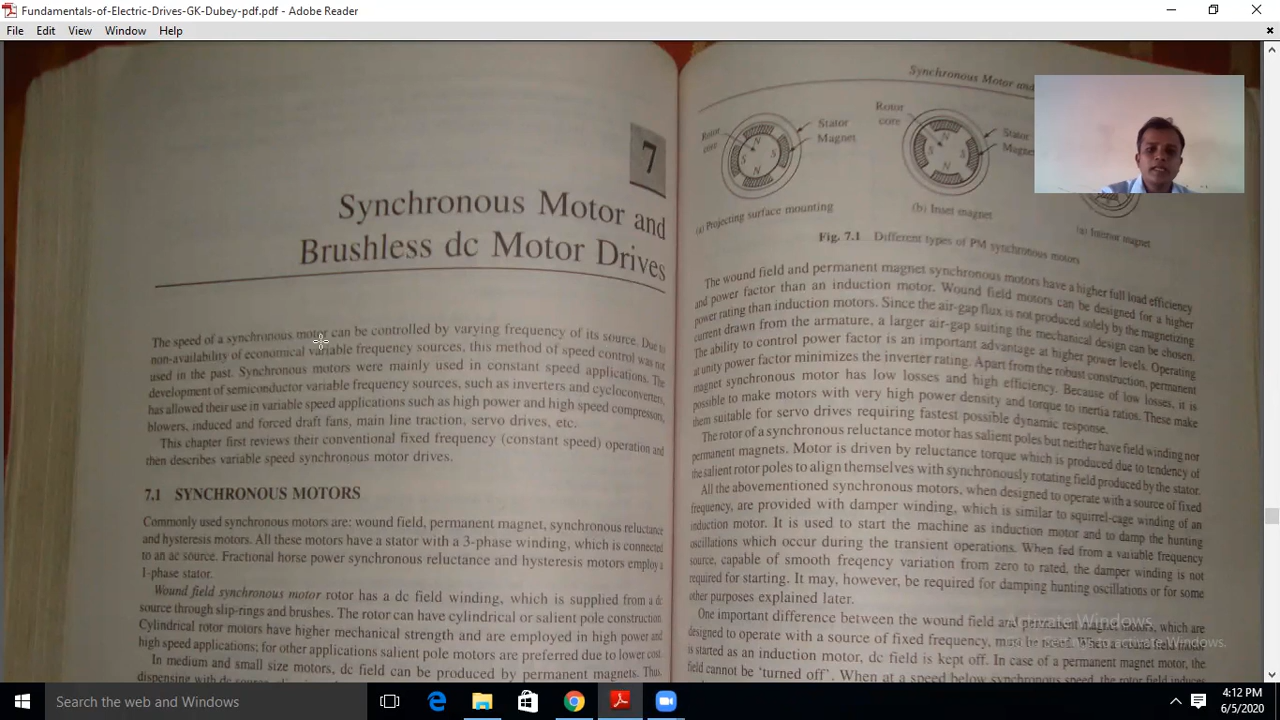 Fundamentals-of-Electric-Drives-GK-Dubey-pdf.pdf - Adobe Reader
File Edit View Window Help
7
Synchronous Motor and
Brushless dc Motor Drives
The speed of a synchronous motor can be controlled by varying frequency of its source. Due to
non-availability of economical variable frequency sources, this method of speed control was not
used in the past. Synchronous motors were mainly used in constant speed applications. The
development of semiconductor variable frequency sources, such as inverters and cycloconverters,
has allowed their use in variable speed applications such as high power and high speed compressors,
blowers, induced and forced draft fans, main line traction, servo drives, etc.
This chapter first reviews their conventional fixed frequency (constant speed) operation and
then describes variable speed synchronous motor drives.
7.1 SYNCHRONOUS MOTORS
Commonly used synchronous motors are: wound field, permanent magnet, synchronous reluctance
and hysteresis motors. All these motors have a stator with a 3-phase winding, which is connected
to an ac source. Fractional horse power synchronous reluctance and hysteresis motors employ a
1-phase stator.
Wound field synchronous motor rotor has a dc field winding, which is supplied from a dc
source through slip-rings and brushes. The rotor can have cylindrical or salient pole construction.
Cylindrical rotor motors have higher mechanical strength and are employed in high power and
high speed applications; for other applications salient pole motors are preferred due to lower cost.
In medium and small size motors, dc field can be produced by permanent magnets. Thus,
dispensing with dc
Synchronous Motor and
Rotor
core
Stator
Magnet
N
S
S
N
(a) Projecting surface mounting
Rotor
core
Stator
Magnet
N
S
S
N
(b) Inset magnet
(a) Interior magnet
Fig. 7.1 Different types of PM synchronous motors
The wound field and permanent magnet synchronous motors have a higher full load efficiency
and power factor than an induction motor. Wound field motors can be designed for a higher
power rating than induction motors. Since the air-gap flux is not produced solely by the magnetizing
current drawn from the armature, a larger air-gap suiting the mechanical design can be chosen.
The ability to control power factor is an important advantage at higher power levels. Operating
at unity power factor minimizes the inverter rating. Apart from the robust construction, permanent
magnet synchronous motor has low losses and high efficiency. Because of low losses, it is
possible to make motors with very high power density and torque to inertia ratios. These make
them suitable for servo drives requiring fastest possible dynamic response.
The rotor of a synchronous reluctance motor has salient poles but neither have field winding nor
permanent magnets. Motor is driven by reluctance torque which is produced due to tendency of
the salient rotor poles to align themselves with synchronously rotating field produced by the stator.
All the abovementioned synchronous motors, when designed to operate with a source of fixed
frequency, are provided with damper winding, which is similar to squirrel-cage winding of an
induction motor. It is used to start the machine as induction motor and to damp the hunting
oscillations which occur during the transient operations. When fed from a variable frequency
source, capable of smooth freqency variation from zero to rated, the damper winding is not
required for starting. It may, however, be required for damping hunting oscillations or for some
other purposes explained later.
One important difference between the wound field and permanent magnet motors, which are
designed to operate with a source of fixed frequency, must be noted. When a wound field motor
is started as an induction motor, dc field is kept off. In case of a permanent magnet motor, the
field cannot be 'turned off'. When at a speed below synchronous speed, the rotor field induces
Activate Windows
Search the web and Windows
4:12 PM
6/5/2020